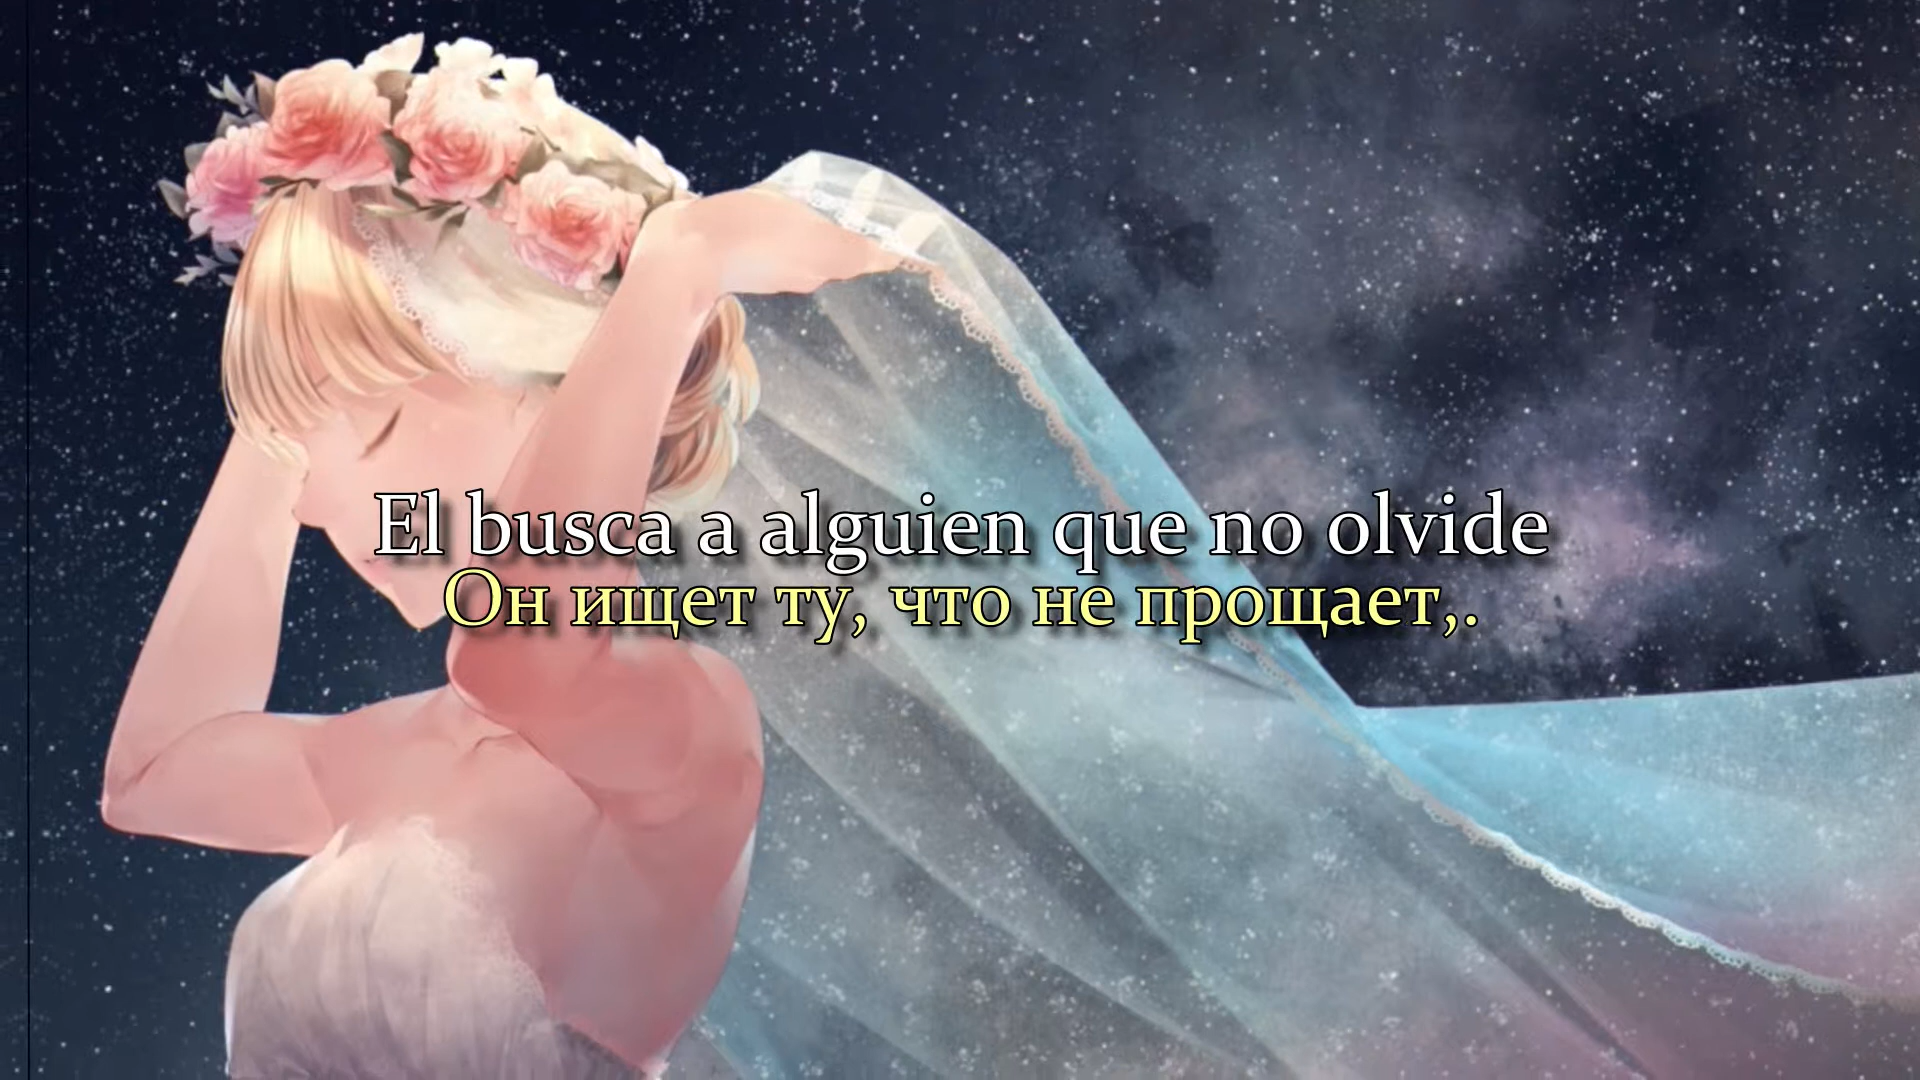 El busca a alguien que no olvide
Он ищет ту, что не прощает,.